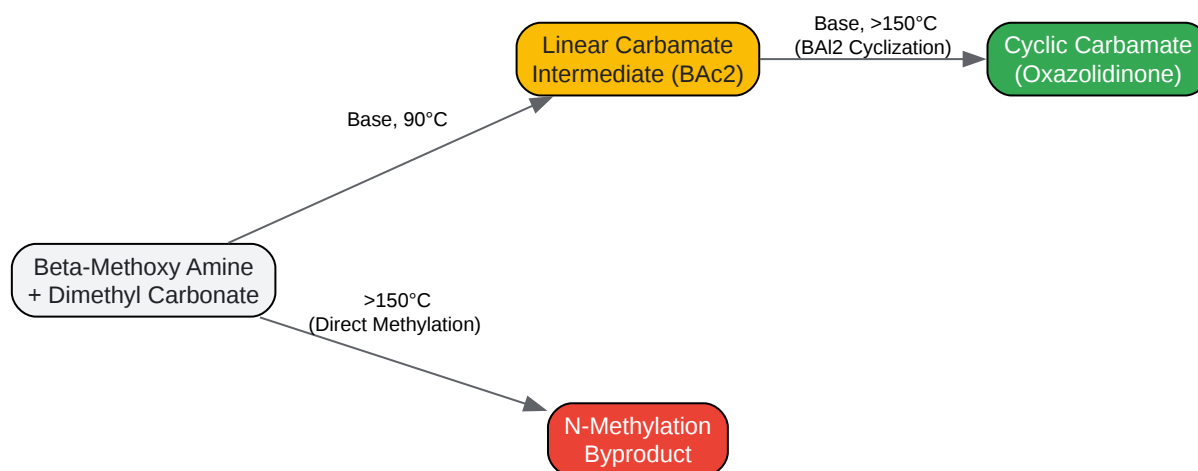 Base, >150°C
(BAl2 Cyclization)
Linear Carbamate
Intermediate (BAc2)
Cyclic Carbamate
(Oxazolidinone)
Base, 90°C
Beta-Methoxy Amine
+ Dimethyl Carbonate
>150°C
(Direct Methylation)
N-Methylation
Byproduct